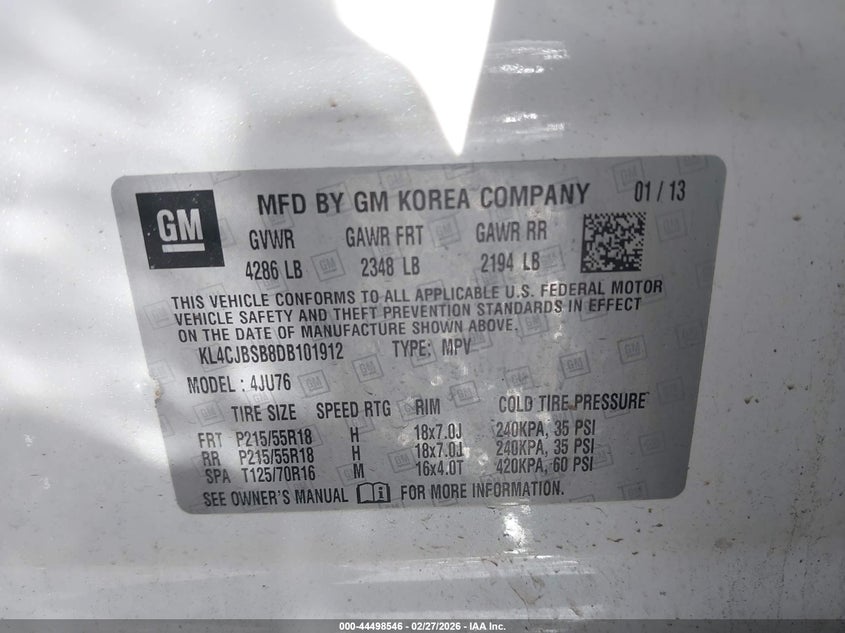 GM
MFD BY GM KOREA COMPANY 01 / 13
GVWR GAWR FRT GAWR RR
4286 LB 2348 LB 2194 LB
THIS VEHICLE CONFORMS TO ALL APPLICABLE U.S. FEDERAL MOTOR
VEHICLE SAFETY AND THEFT PREVENTION STANDARDS IN EFFECT
ON THE DATE OF MANUFACTURE SHOWN ABOVE.
KL4CJBSB8DB101912 TYPE: MPV
MODEL : 4JU76
TIRE SIZE SPEED RTG RIM COLD TIRE PRESSURE
FRT P215/55R18 H 18x7.0J 240KPA, 35 PSI
RR P215/55R18 H 18x7.0J 240KPA, 35 PSI
SPA T125/70R16 M 16x4.0T 420KPA, 60 PSI
SEE OWNER'S MANUAL FOR MORE INFORMATION.
000-44498546 - 02/27/2026 - IAA Inc.